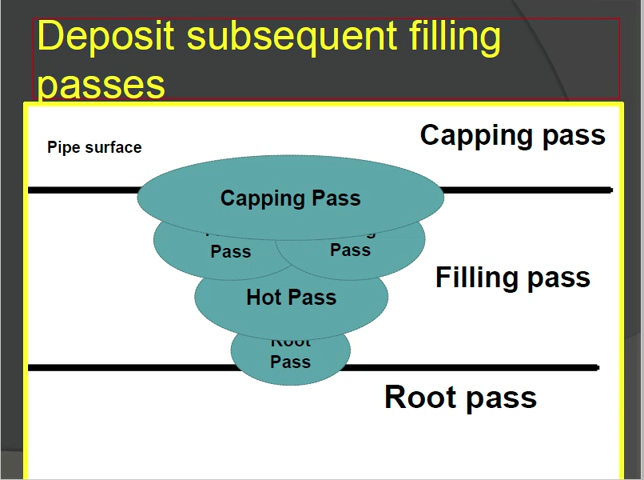 Deposit subsequent filling
passes
Capping pass
Pipe surface
Capping Pass
Pass
Pass
Filling pass
Hot Pass
Root
Pass
Root pass